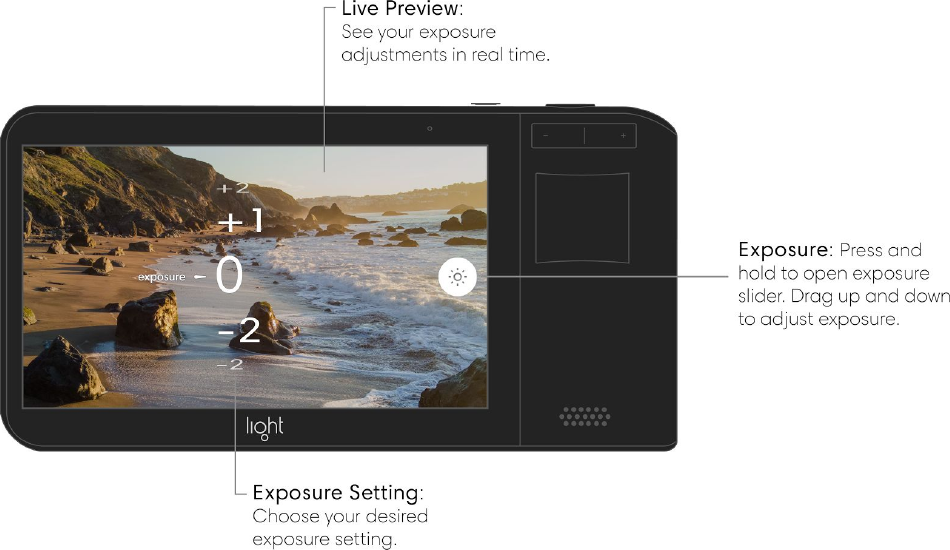 Live Preview:
See your exposure
adjustments in real time.
- +
+2
+1
exposure 0
-2
-2
Exposure: Press and
hold to open exposure
slider. Drag up and down
to adjust exposure.
light
Exposure Setting:
Choose your desired
exposure setting.